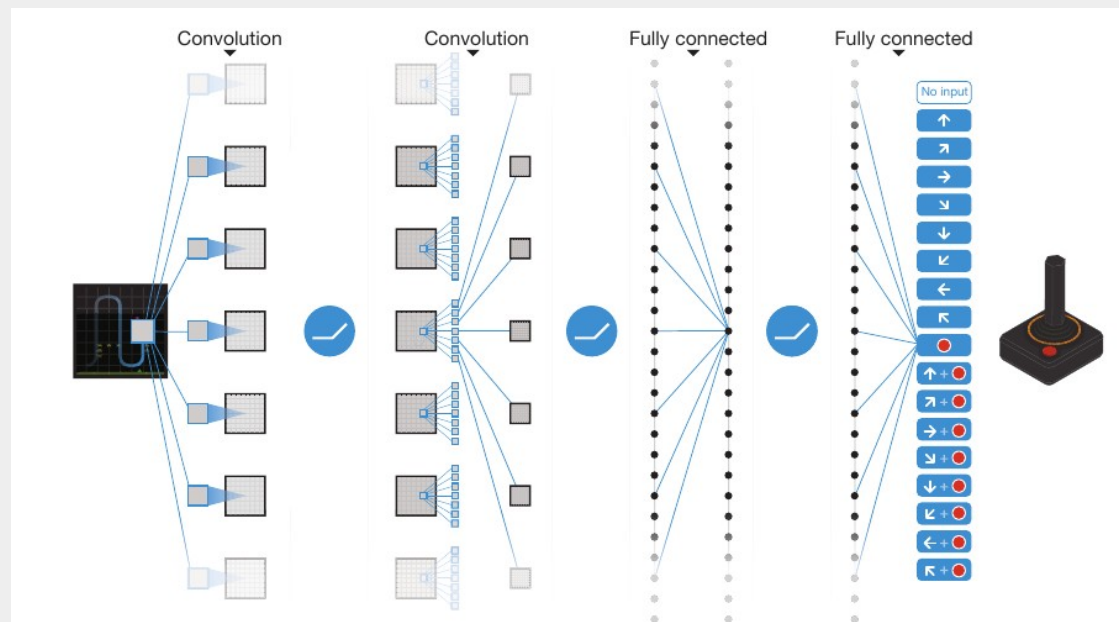 Convolution
Convolution
Fully connected
Fully connected
No input
+
+
+
+
+
+
+
+